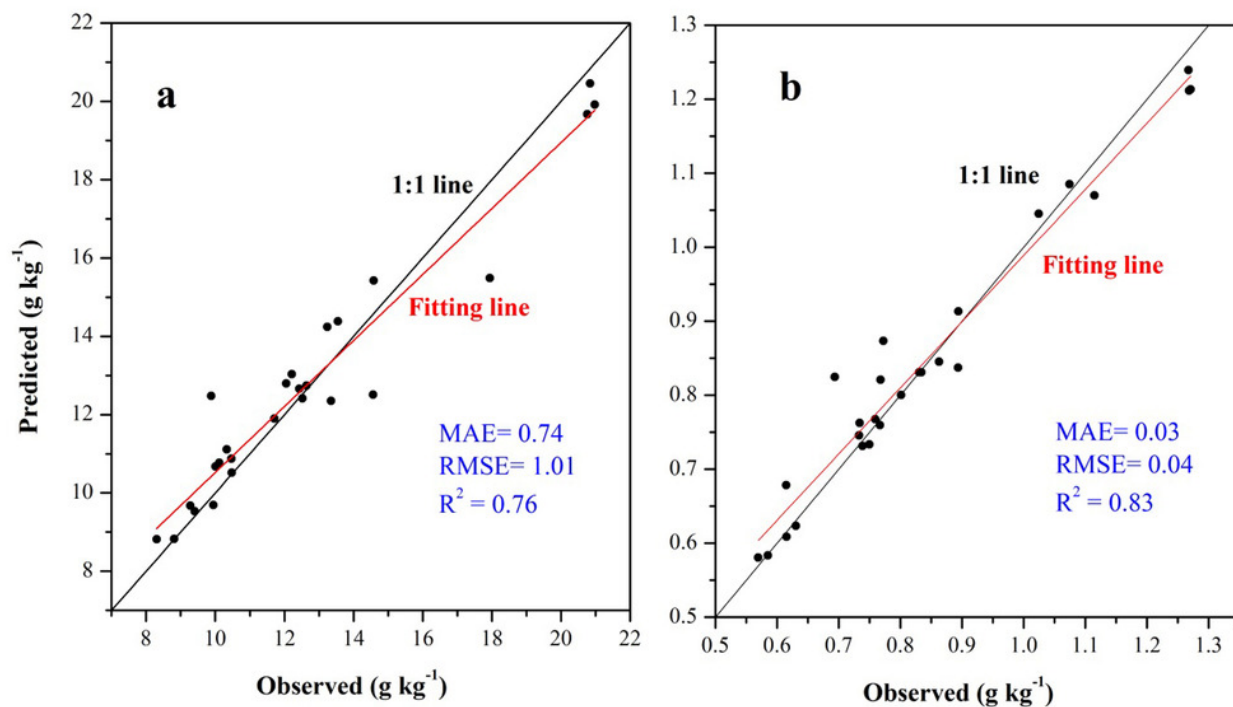 a
1:1 line
Fitting line
MAE= 0.74
RMSE= 1.01
R² = 0.76
22
20
18
16
14
12
10
8
8 10 12 14 16 18 20 22
Predicted (g kg⁻¹)
Observed (g kg⁻¹)
b
1:1 line
Fitting line
MAE= 0.03
RMSE= 0.04
R² = 0.83
1.3
1.2
1.1
1.0
0.9
0.8
0.7
0.6
0.5
0.5 0.6 0.7 0.8 0.9 1.0 1.1 1.2 1.3
Observed (g kg⁻¹)